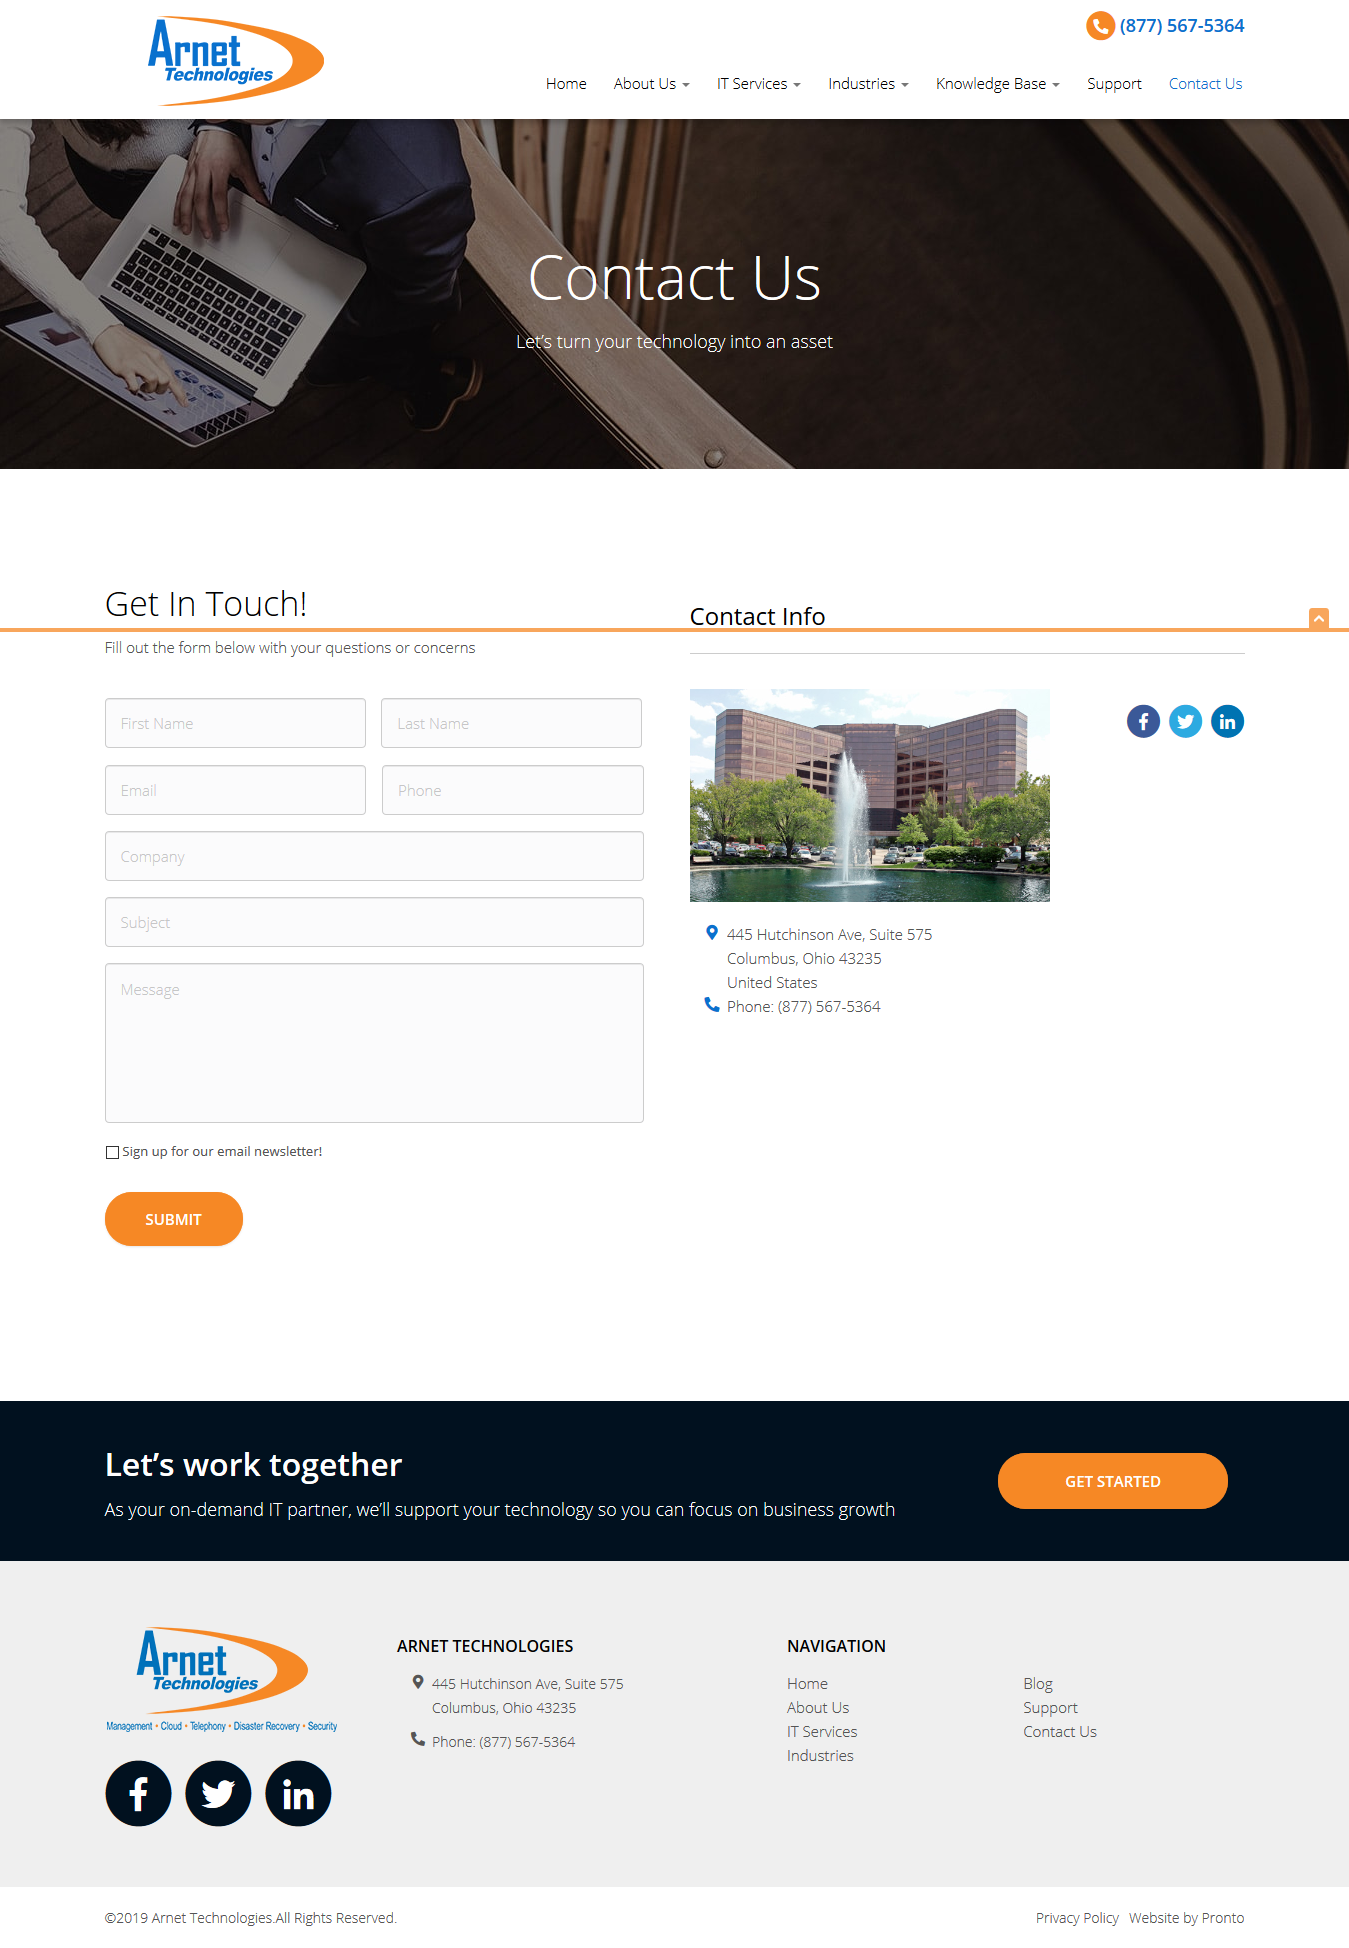 Arnet
Technologies
(877) 567-5364
Home About Us IT Services Industries Knowledge Base Support Contact Us
Contact Us
Let's turn your technology into an asset
Get In Touch!
Fill out the form below with your questions or concerns
First Name Last Name
Email Phone
Company
Subject
Message
Sign up for our email newsletter!
SUBMIT
Contact Info
445 Hutchinson Ave, Suite 575
Columbus, Ohio 43235
United States
Phone: (877) 567-5364
Let's work together
As your on-demand IT partner, we'll support your technology so you can focus on business growth
GET STARTED
Arnet
Technologies
Management • Cloud • Telephony • Disaster Recovery • Security
ARNET TECHNOLOGIES
445 Hutchinson Ave, Suite 575
Columbus, Ohio 43235
Phone: (877) 567-5364
NAVIGATION
Home
About Us
IT Services
Industries
Blog
Support
Contact Us
©2019 Arnet Technologies.All Rights Reserved.
Privacy Policy Website by Pronto